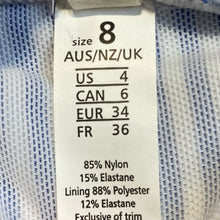 size 8
AUS/NZ/UK
US 4
CAN 6
EUR 34
FR 36
85% Nylon
15% Elastane
Lining 88% Polyester
12% Elastane
Exclusive of trim